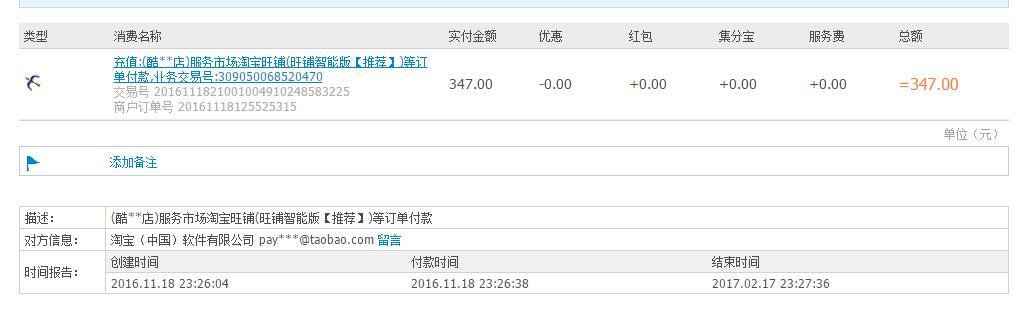 类型 消费名称 实付金额 优惠 红包 集分宝 服务费 总额
充值:(酷**店)服务市场淘宝旺铺(旺铺智能版【推荐】)等订
单付款,业务交易号:309050068520470
交易号 2016111821001004910248583225
商户订单号 20161118125525315
347.00 -0.00 +0.00 +0.00 +0.00 =347.00
单位（元）
添加备注
描述： (酷**店)服务市场淘宝旺铺(旺铺智能版【推荐】)等订单付款
对方信息： 淘宝（中国）软件有限公司 pay***@taobao.com 留言
时间报告： 创建时间 付款时间 结束时间
2016.11.18 23:26:04 2016.11.18 23:26:38 2017.02.17 23:27:36